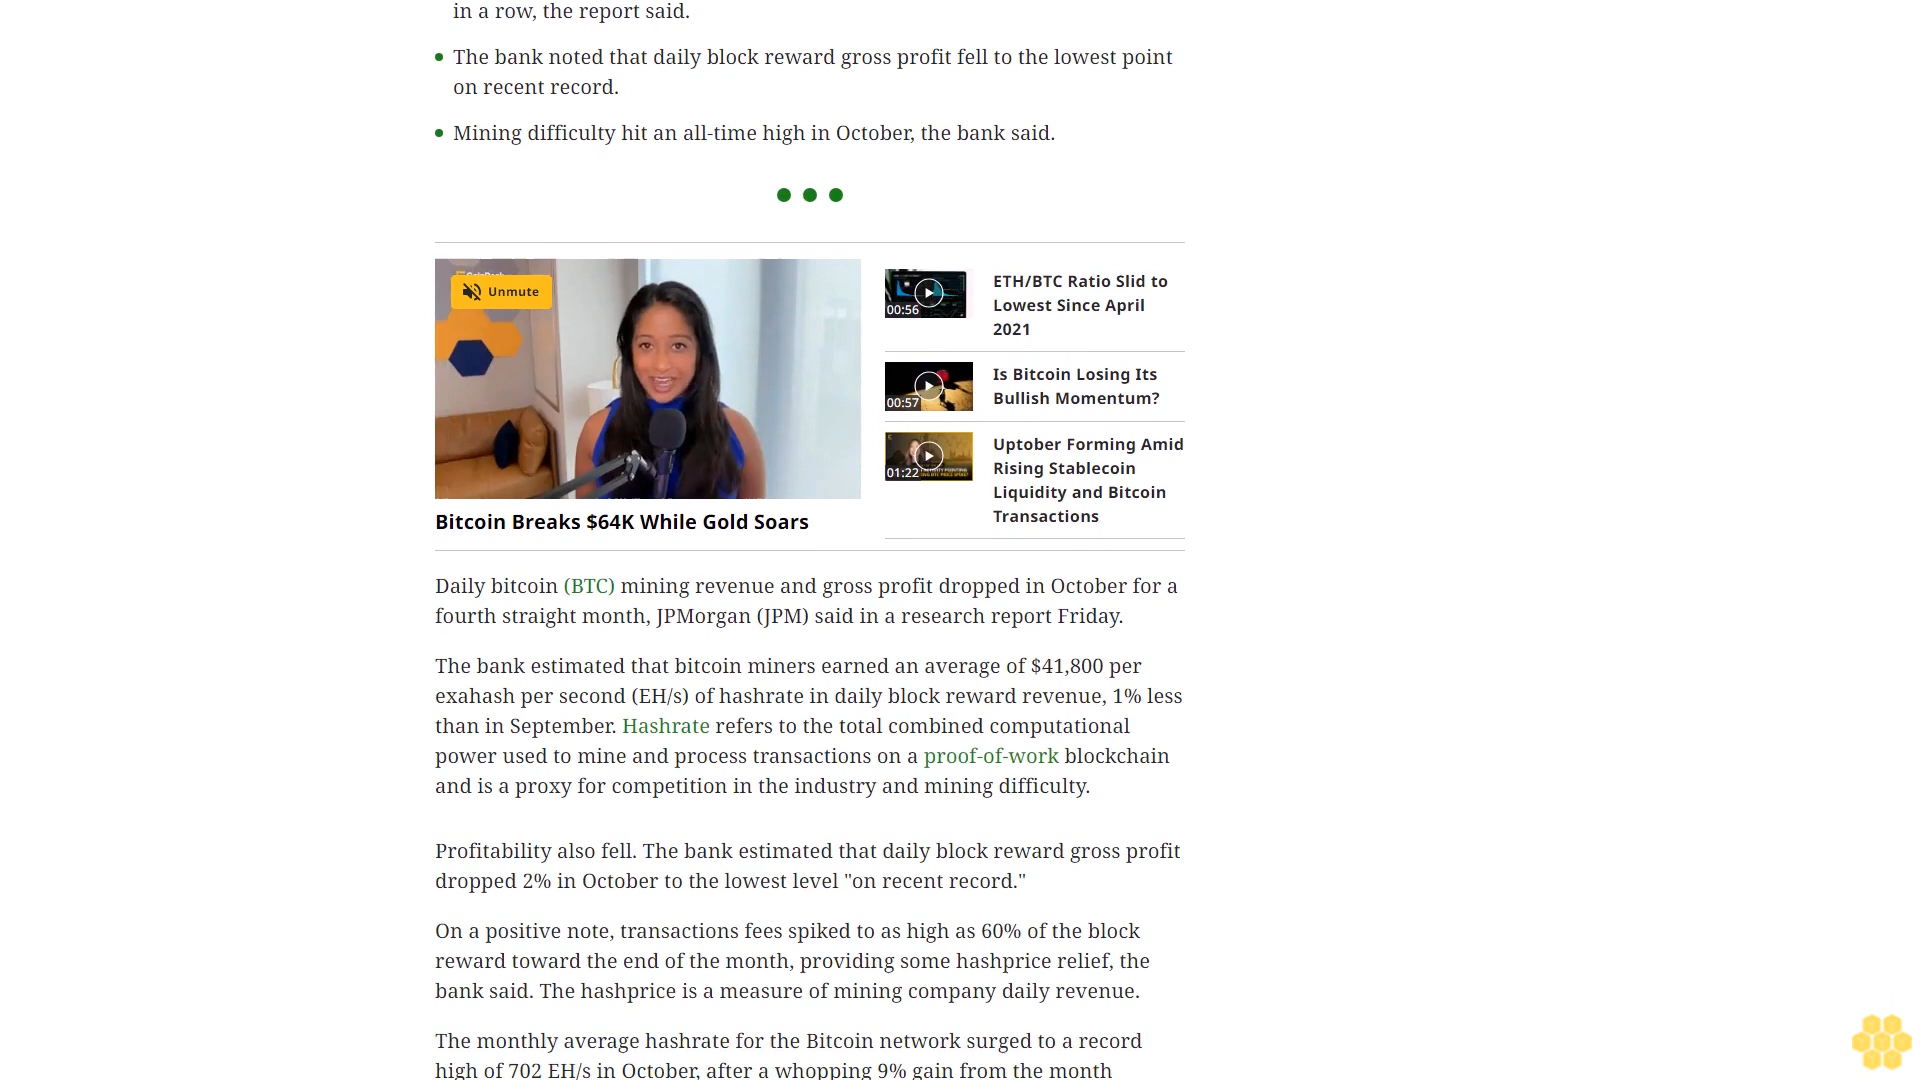 in a row, the report said.
The bank noted that daily block reward gross profit fell to the lowest point
on recent record.
Mining difficulty hit an all-time high in October, the bank said.
Unmute
Bitcoin Breaks $64K While Gold Soars
00:56
ETH/BTC Ratio Slid to
Lowest Since April
2021
00:57
Is Bitcoin Losing Its
Bullish Momentum?
01:22
Uptober Forming Amid
Rising Stablecoin
Liquidity and Bitcoin
Transactions
Daily bitcoin (BTC) mining revenue and gross profit dropped in October for a
fourth straight month, JPMorgan (JPM) said in a research report Friday.
The bank estimated that bitcoin miners earned an average of $41,800 per
exahash per second (EH/s) of hashrate in daily block reward revenue, 1% less
than in September. Hashrate refers to the total combined computational
power used to mine and process transactions on a proof-of-work blockchain
and is a proxy for competition in the industry and mining difficulty.
Profitability also fell. The bank estimated that daily block reward gross profit
dropped 2% in October to the lowest level "on recent record."
On a positive note, transactions fees spiked to as high as 60% of the block
reward toward the end of the month, providing some hashprice relief, the
bank said. The hashprice is a measure of mining company daily revenue.
The monthly average hashrate for the Bitcoin network surged to a record
high of 702 EH/s in October, after a whopping 9% gain from the month